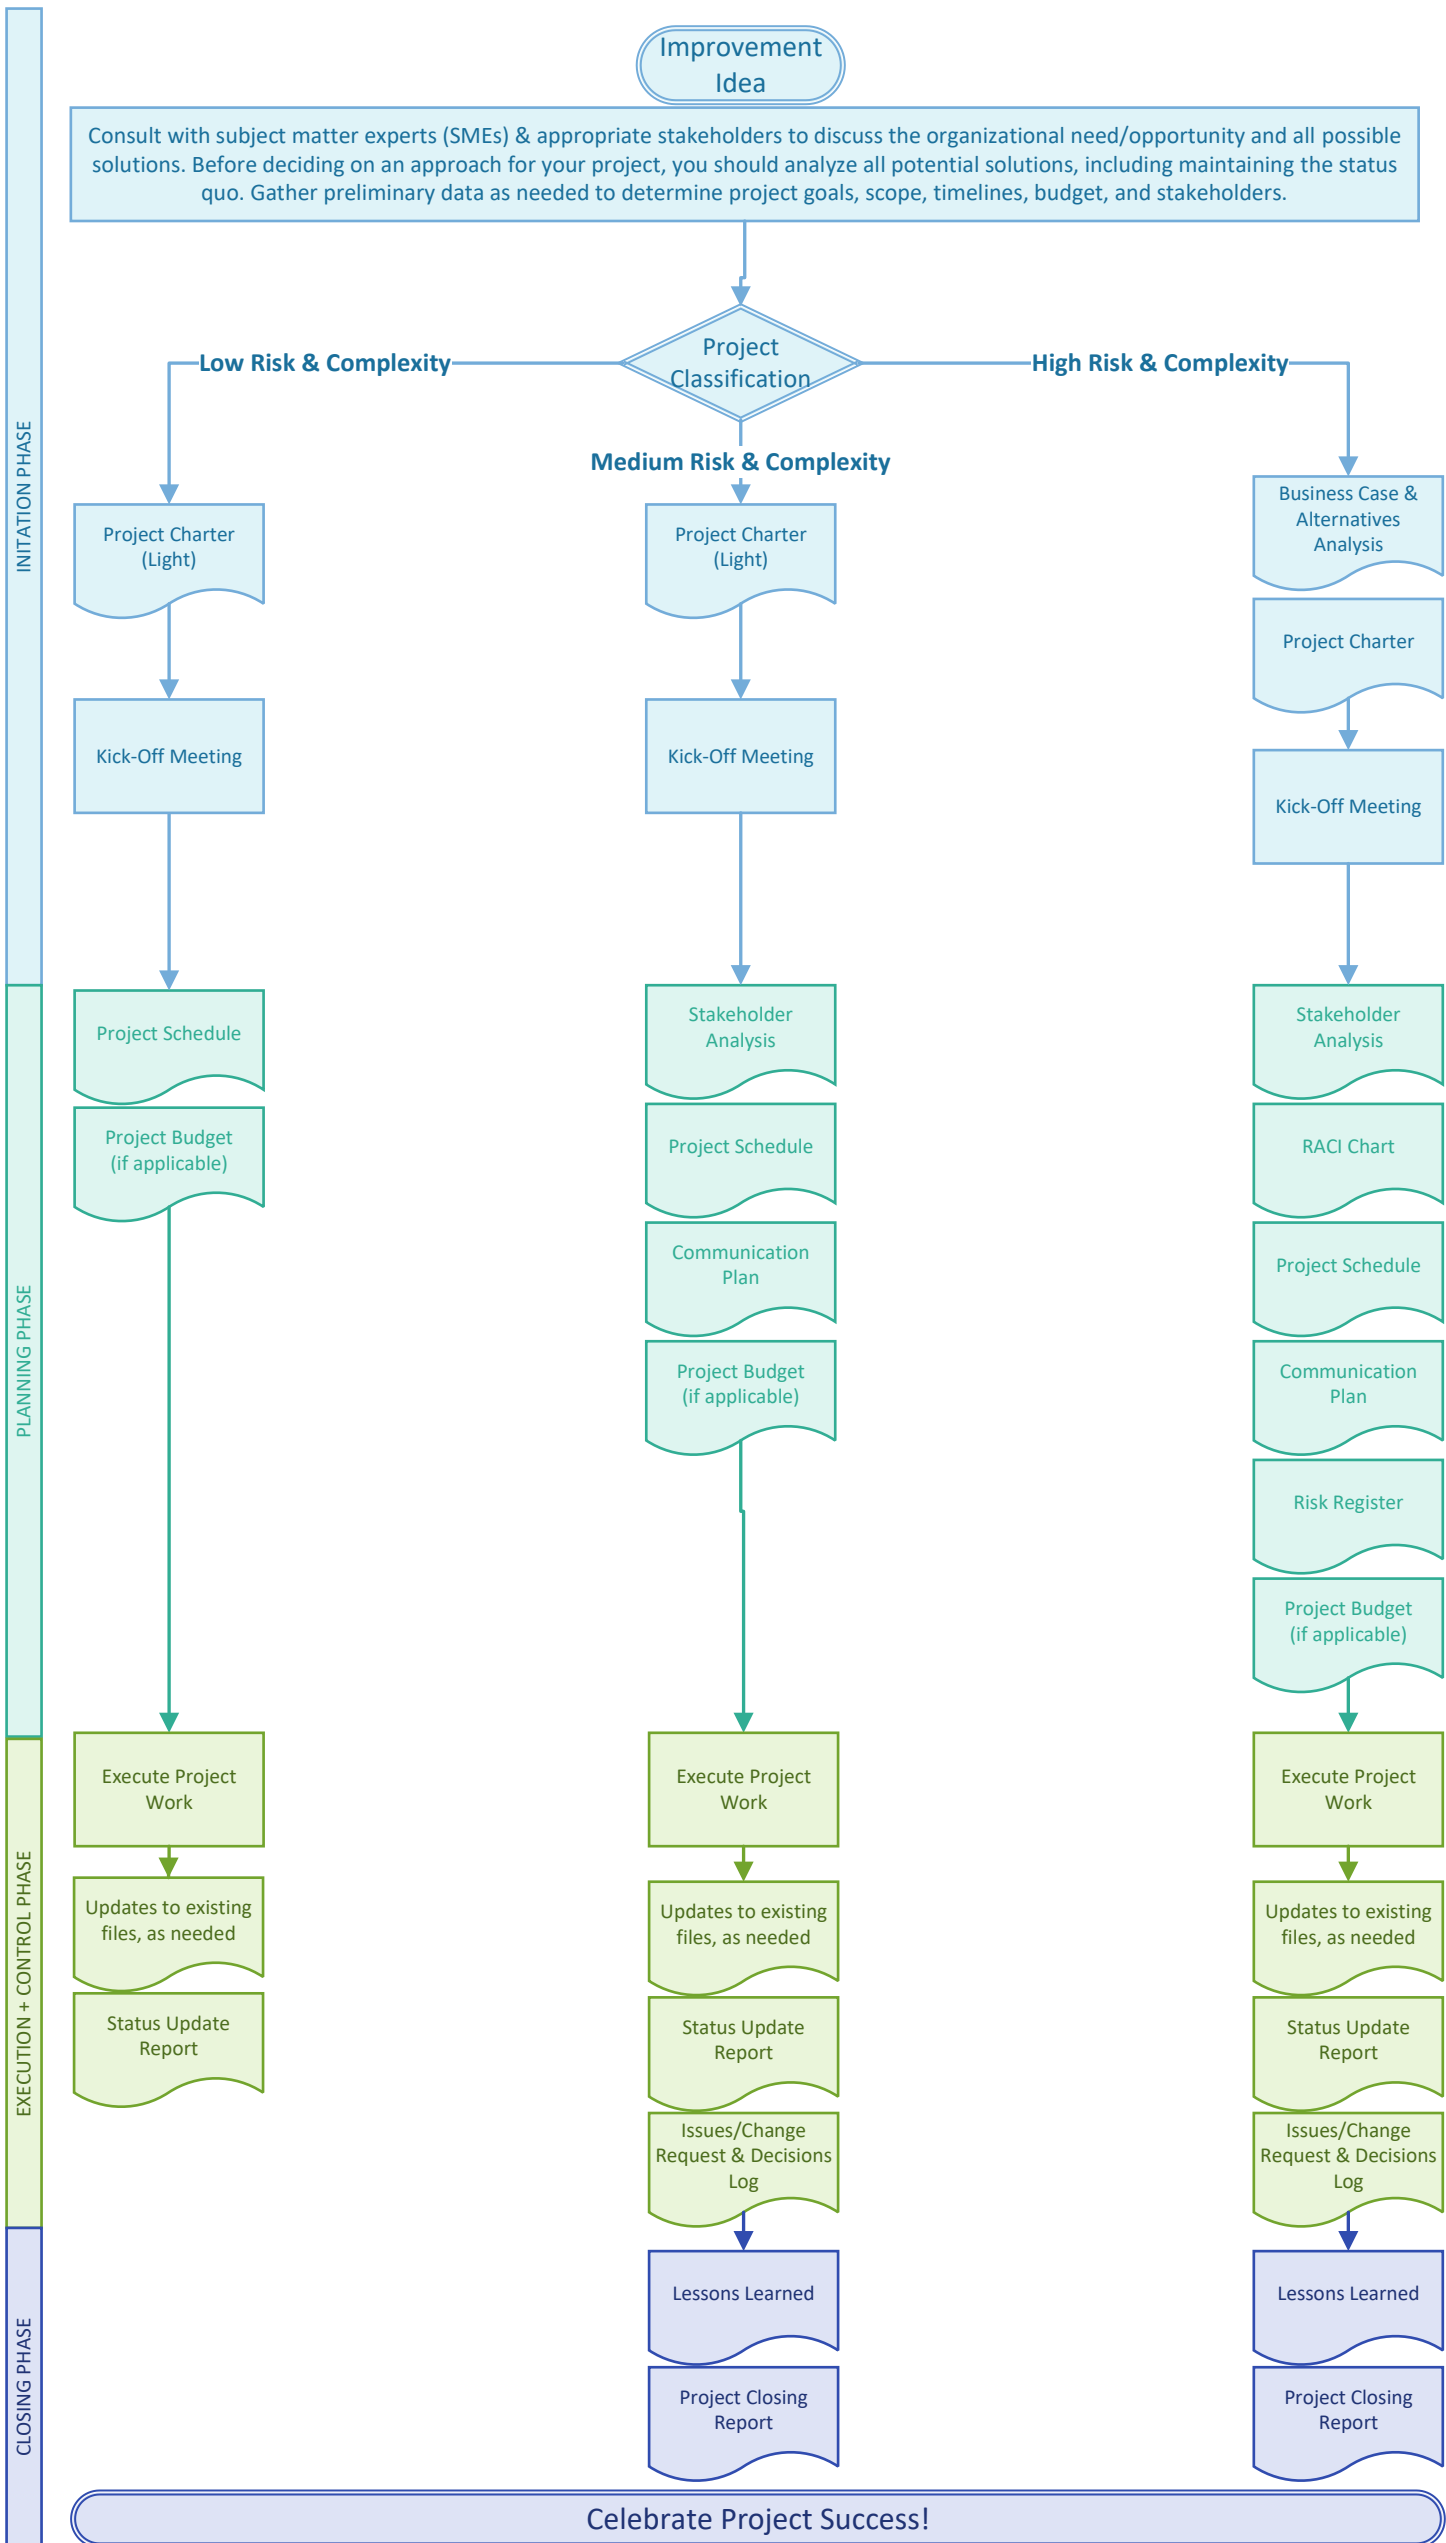 Improvement
Idea
Consult with subject matter experts (SMEs) & appropriate stakeholders to discuss the organizational need/opportunity and all possible
solutions. Before deciding on an approach for your project, you should analyze all potential solutions, including maintaining the status
quo. Gather preliminary data as needed to determine project goals, scope, timelines, budget, and stakeholders.
Project
Classification
Low Risk & Complexity
Medium Risk & Complexity
High Risk & Complexity
INITATION PHASE
Project Charter
(Light)
Kick-Off Meeting
Project Charter
(Light)
Kick-Off Meeting
Business Case &
Alternatives
Analysis
Project Charter
Kick-Off Meeting
PLANNING PHASE
Project Schedule
Project Budget
(if applicable)
Stakeholder
Analysis
Project Schedule
Communication
Plan
Project Budget
(if applicable)
Stakeholder
Analysis
RACI Chart
Project Schedule
Communication
Plan
Risk Register
Project Budget
(if applicable)
EXECUTION + CONTROL PHASE
Execute Project
Work
Updates to existing
files, as needed
Status Update
Report
Execute Project
Work
Updates to existing
files, as needed
Status Update
Report
Issues/Change
Request & Decisions
Log
Execute Project
Work
Updates to existing
files, as needed
Status Update
Report
Issues/Change
Request & Decisions
Log
CLOSING PHASE
Lessons Learned
Project Closing
Report
Lessons Learned
Project Closing
Report
Celebrate Project Success!